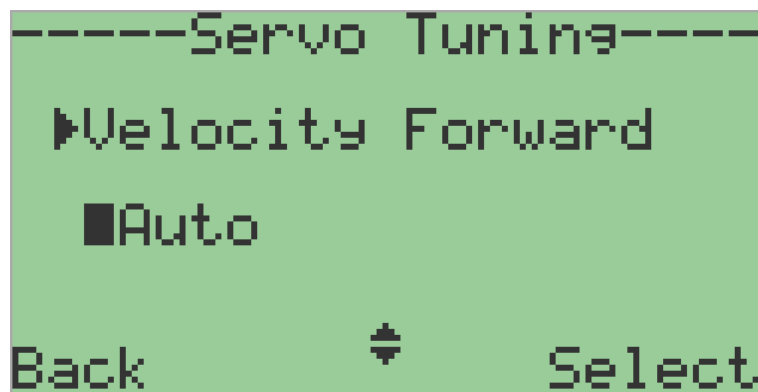 -----Servo Tuning----
▶Velocity Forward
■Auto
Back Select